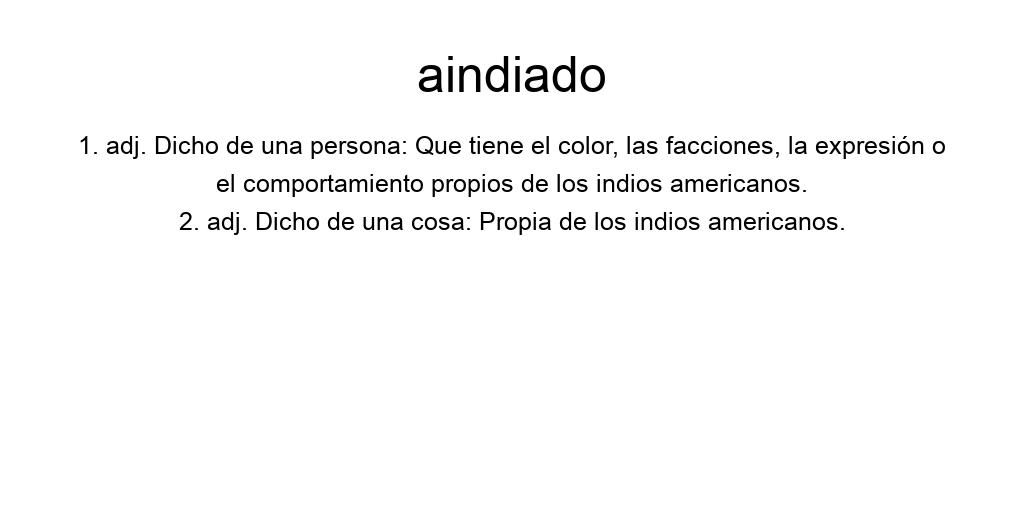 aindiado
1. adj. Dicho de una persona: Que tiene el color, las facciones, la expresión o
el comportamiento propios de los indios americanos.
2. adj. Dicho de una cosa: Propia de los indios americanos.